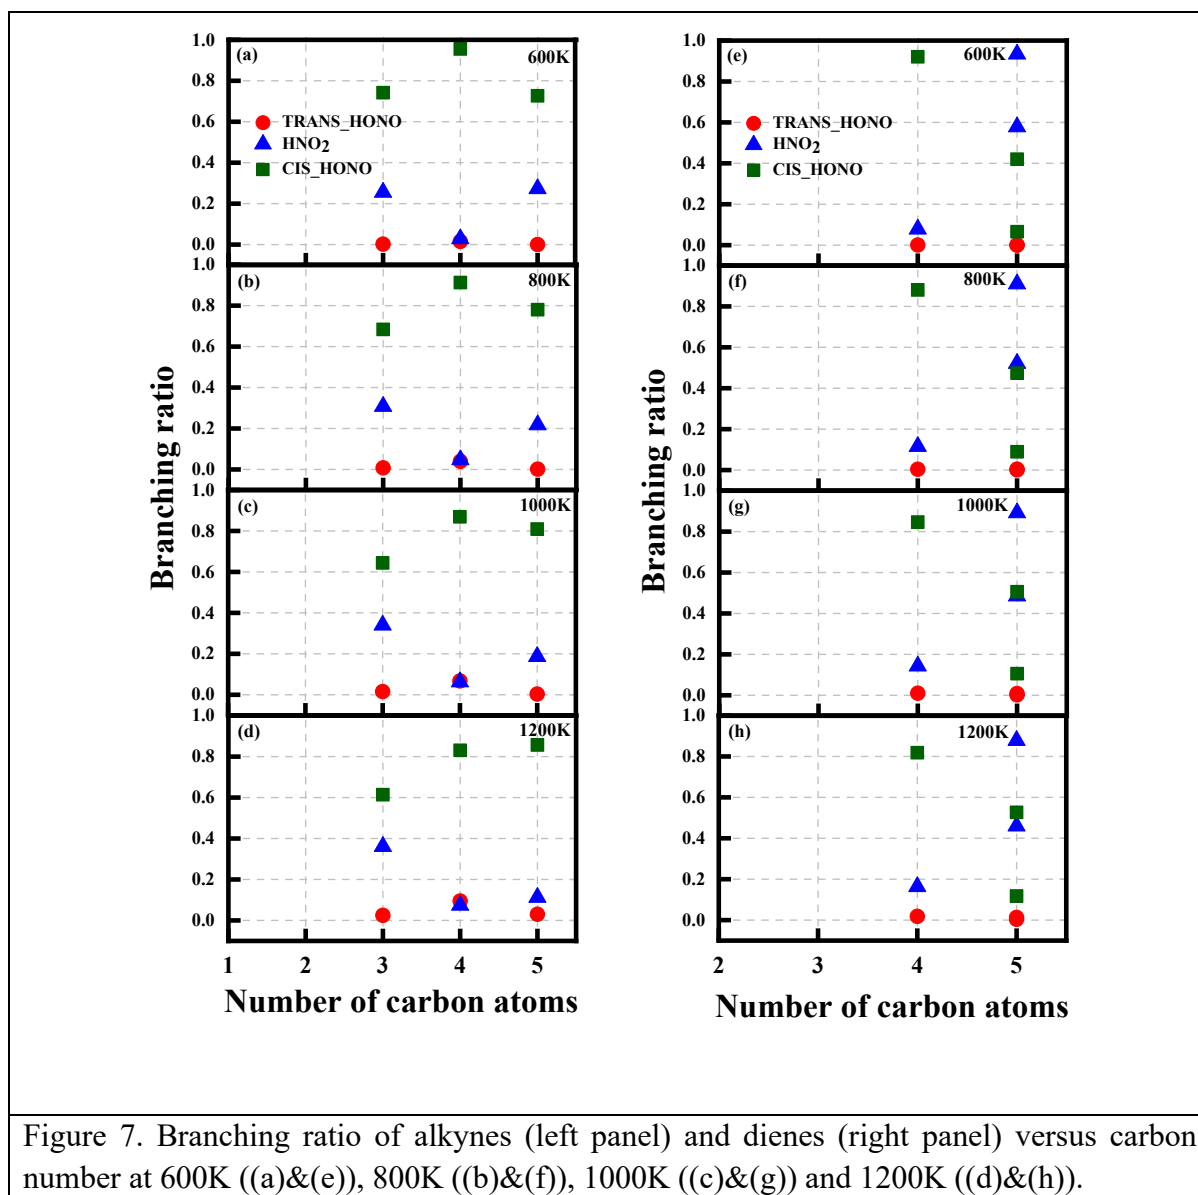 1.0
(a)
600K
0.8
0.6
TRANS_HONO
HNO2
0.4
CIS_HONO
0.2
0.0
1.0
(b)
800K
0.8
0.6
0.4
0.2
0.0
1.0
(c)
1000K
0.8
0.6
0.4
0.2
0.0
1.0
(d)
1200K
0.8
0.6
0.4
0.2
0.0
1 2 3 4 5
Branching ratio
Number of carbon atoms
1.0
(e)
600K
0.8
0.6
TRANS_HONO
HNO2
0.4
CIS_HONO
0.2
0.0
1.0
(f)
800K
0.8
0.6
0.4
0.2
0.0
1.0
(g)
1000K
0.8
0.6
0.4
0.2
0.0
1.0
(h)
1200K
0.8
0.6
0.4
0.2
0.0
2 3 4 5
Branching ratio
Number of carbon atoms
Figure 7. Branching ratio of alkynes (left panel) and dienes (right panel) versus carbon
number at 600K ((a)&(e)), 800K ((b)&(f)), 1000K ((c)&(g)) and 1200K ((d)&(h)).